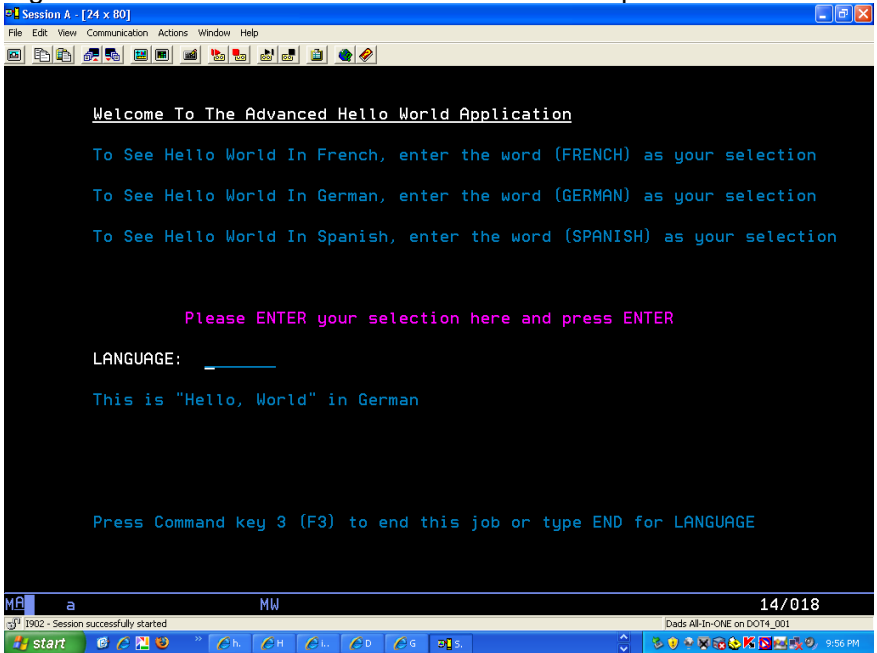 Session A - [24 x 80]
File Edit View Communication Actions Window Help
Welcome To The Advanced Hello World Application
To See Hello World In French, enter the word (FRENCH) as your selection
To See Hello World In German, enter the word (GERMAN) as your selection
To See Hello World In Spanish, enter the word (SPANISH) as your selection
Please ENTER your selection here and press ENTER
LANGUAGE:
This is "Hello, World" in German
Press Command key 3 (F3) to end this job or type END for LANGUAGE
MA a MW 14/018
I902 - Session successfully started Dads All-In-ONE on DOT4_001
start » h. H i.. D G S. 9:56 PM